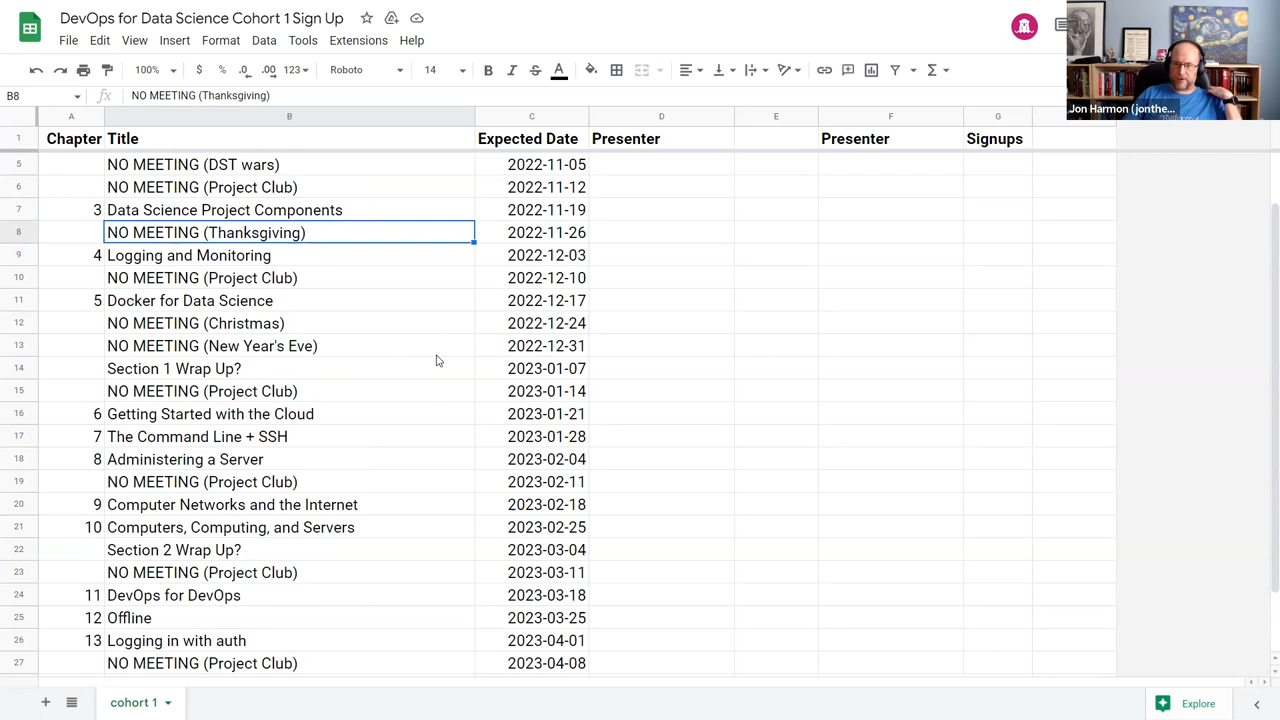 DevOps for Data Science Cohort 1 Sign Up
File Edit View Insert Format Data Tools Extensions Help
100% $ % .0 .00 123 Roboto 14 B I S A
B8 fx NO MEETING (Thanksgiving)
Jon Harmon (jonthe...
A B C D E F G
1 Chapter Title Expected Date Presenter Presenter Signups
5 NO MEETING (DST wars) 2022-11-05
6 NO MEETING (Project Club) 2022-11-12
7 3 Data Science Project Components 2022-11-19
8 NO MEETING (Thanksgiving) 2022-11-26
9 4 Logging and Monitoring 2022-12-03
10 NO MEETING (Project Club) 2022-12-10
11 5 Docker for Data Science 2022-12-17
12 NO MEETING (Christmas) 2022-12-24
13 NO MEETING (New Year's Eve) 2022-12-31
14 Section 1 Wrap Up? 2023-01-07
15 NO MEETING (Project Club) 2023-01-14
16 6 Getting Started with the Cloud 2023-01-21
17 7 The Command Line + SSH 2023-01-28
18 8 Administering a Server 2023-02-04
19 NO MEETING (Project Club) 2023-02-11
20 9 Computer Networks and the Internet 2023-02-18
21 10 Computers, Computing, and Servers 2023-02-25
22 Section 2 Wrap Up? 2023-03-04
23 NO MEETING (Project Club) 2023-03-11
24 11 DevOps for DevOps 2023-03-18
25 12 Offline 2023-03-25
26 13 Logging in with auth 2023-04-01
27 NO MEETING (Project Club) 2023-04-08
cohort 1 Explore